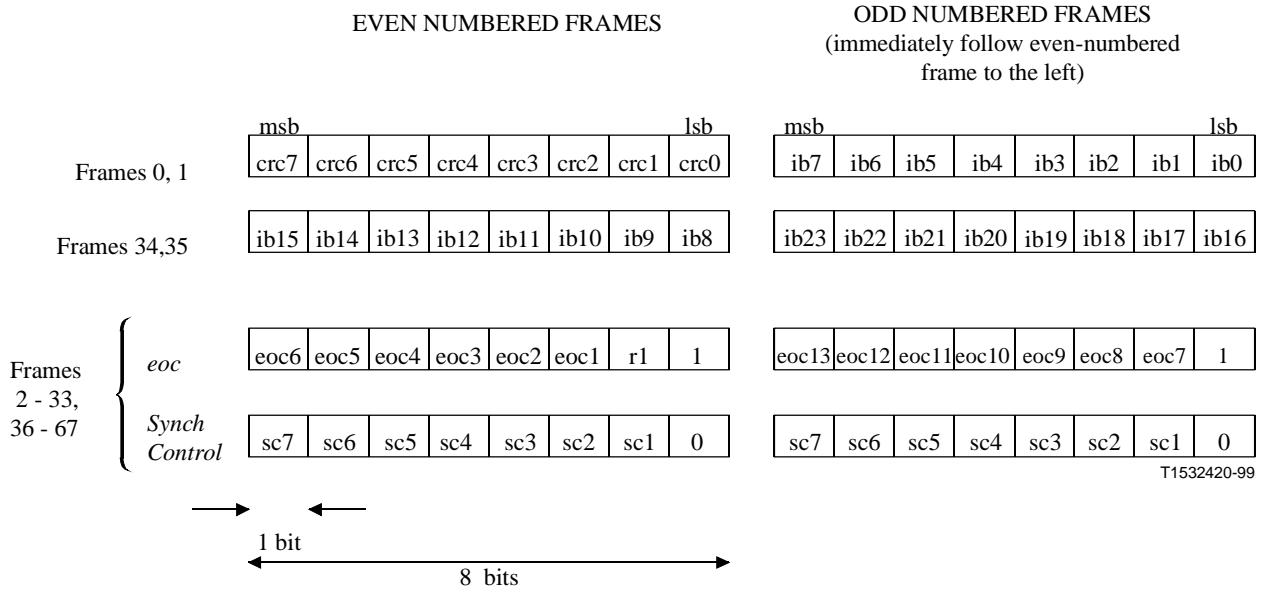 EVEN NUMBERED FRAMES
ODD NUMBERED FRAMES
(immediately follow even-numbered
frame to the left)
msb lsb msb lsb
Frames 0, 1 crc7 crc6 crc5 crc4 crc3 crc2 crc1 crc0 ib7 ib6 ib5 ib4 ib3 ib2 ib1 ib0
Frames 34,35 ib15 ib14 ib13 ib12 ib11 ib10 ib9 ib8 ib23 ib22 ib21 ib20 ib19 ib18 ib17 ib16
Frames
2 - 33,
36 - 67
eoc eoc6 eoc5 eoc4 eoc3 eoc2 eoc1 r1 1 eoc13 eoc12 eoc11 eoc10 eoc9 eoc8 eoc7 1
Synch
Control
sc7 sc6 sc5 sc4 sc3 sc2 sc1 0 sc7 sc6 sc5 sc4 sc3 sc2 sc1 0
T1532420-99
1 bit
8 bits